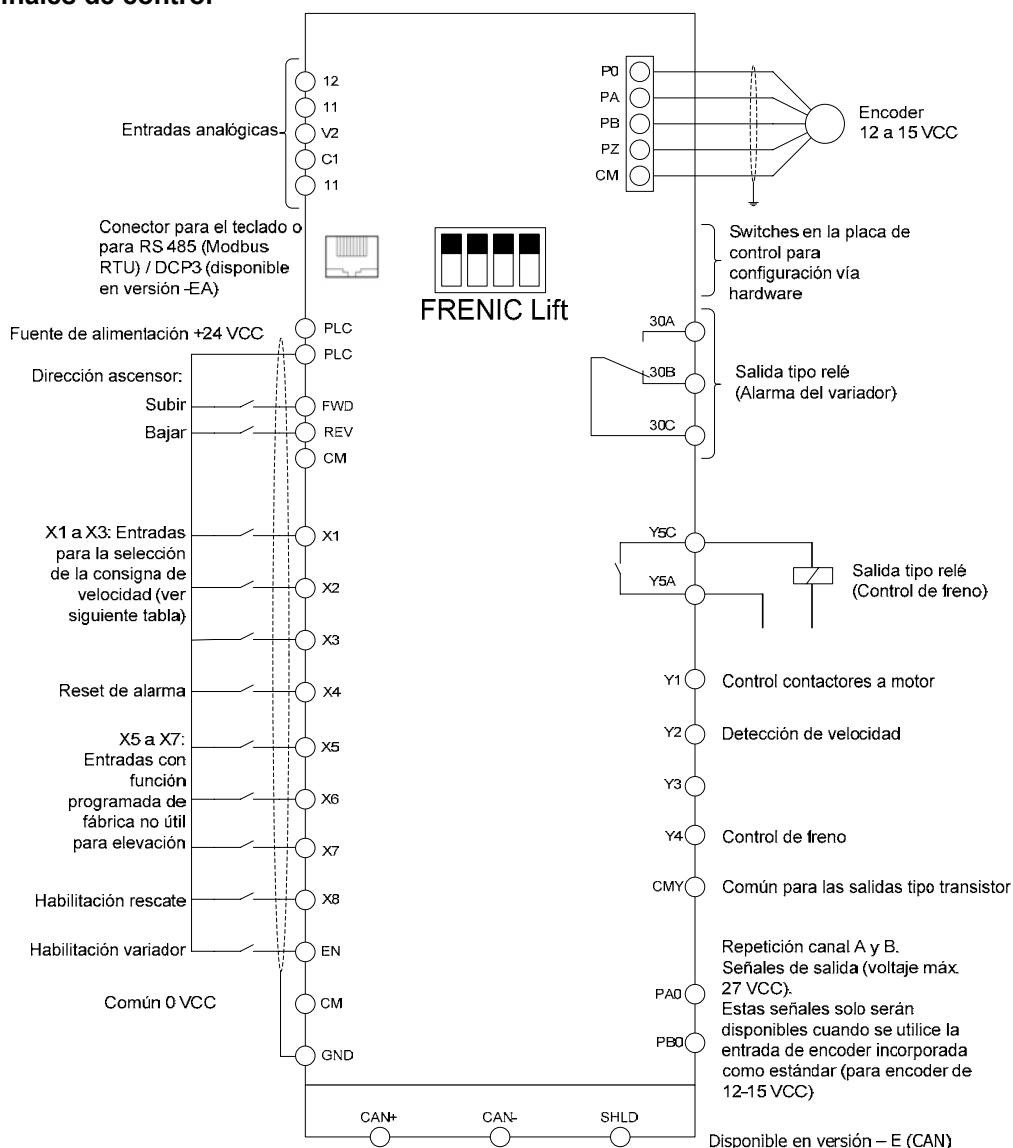 12
11
Entradas analógicas
V2
C1
11
P0
PA
PB
PZ
CM
Encoder
12 a 15 VCC
Conector para el teclado o
para RS 485 (Modbus
RTU) / DCP3 (disponible
en versión -EA)
FRENIC Lift
Switches en la placa de
control para
configuración vía
hardware
Fuente de alimentación +24 VCC
PLC
PLC
Dirección ascensor:
Subir
FWD
Bajar
REV
CM
30A
30B
30C
Salida tipo relé
(Alarma del variador)
X1 a X3: Entradas
para la selección
de la consigna de
velocidad (ver
siguiente tabla)
X1
X2
X3
Y5C
Y5A
Salida tipo relé
(Control de freno)
Reset de alarma
X4
X5 a X7:
Entradas con
función
programada de
fábrica no útil
para elevación
X5
X6
X7
Y1
Control contactores a motor
Y2
Detección de velocidad
Y3
Y4
Control de freno
CMY
Común para las salidas tipo transistor
Habilitación rescate
X8
Habilitación variador
EN
Común 0 VCC
CM
GND
PA0
PB0
Repetición canal A y B.
Señales de salida (voltaje máx.
27 VCC).
Estas señales solo serán
disponibles cuando se utilice la
entrada de encoder incorporada
como estándar (para encoder de
12-15 VCC)
CAN+
CAN-
SHLD
Disponible en versión – E (CAN)